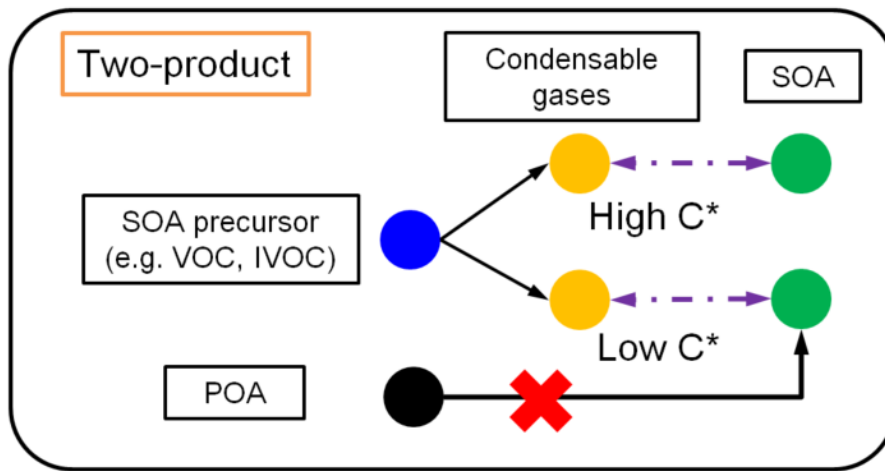 Two-product
Condensable
gases
SOA
SOA precursor
(e.g. VOC, IVOC)
High C*
Low C*
POA